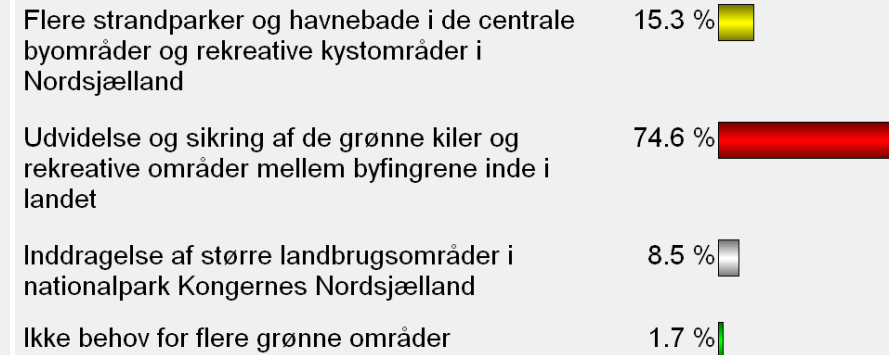 Flere strandparker og havnebade i de centrale 15.3 %
byområder og rekreative kystområder i
Nordsjælland
Udvidelse og sikring af de grønne kiler og 74.6 %
rekreative områder mellem byfingrene inde i
landet
Inddragelse af større landbrugsområder i 8.5 %
nationalpark Kongernes Nordsjælland
Ikke behov for flere grønne områder 1.7 %